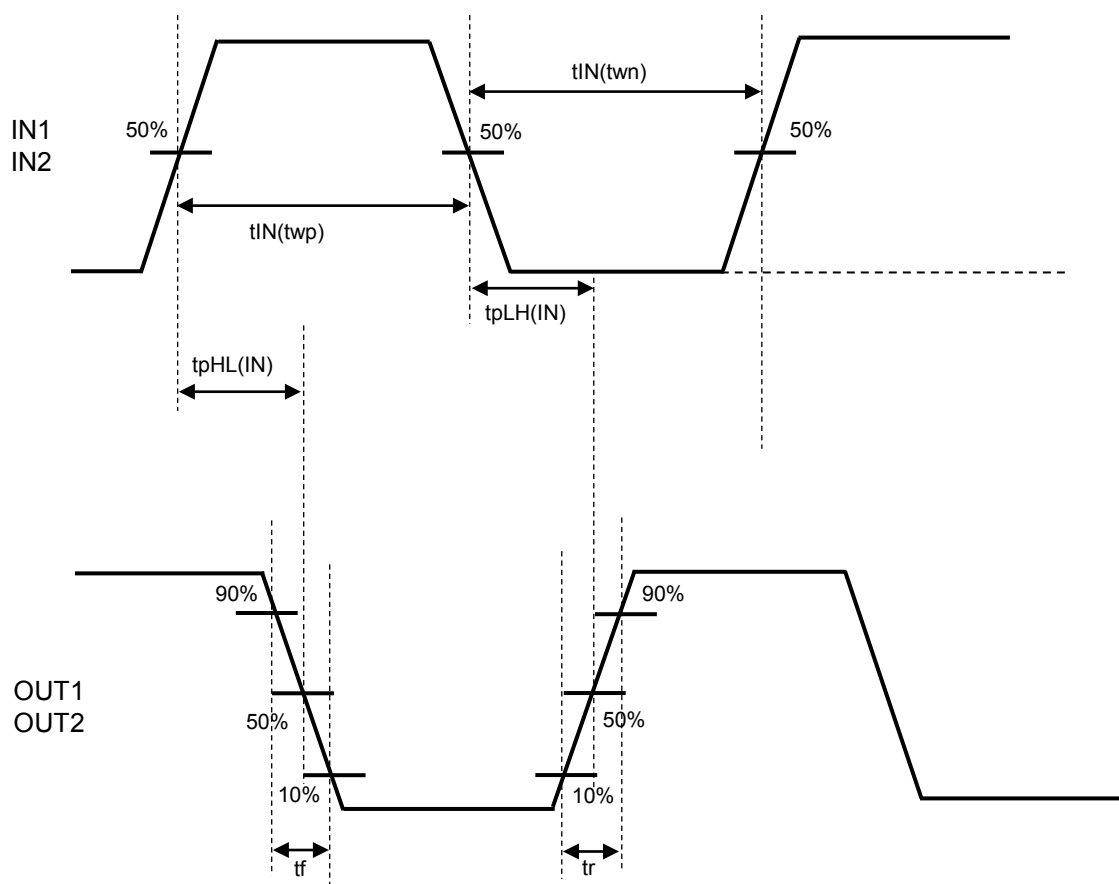 tIN(twn)
IN1
IN2
50%
50%
50%
tIN(twp)
tpLH(IN)
tpHL(IN)
90%
90%
OUT1
OUT2
50%
50%
10%
10%
tf
tr